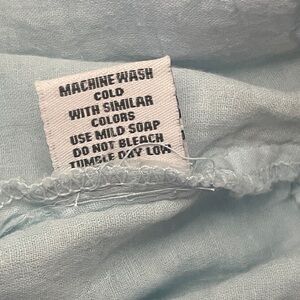 MACHINE WASH
COLD
WITH SIMILAR
COLORS
USE MILD SOAP
DO NOT BLEACH
TUMBLE DRY LOW